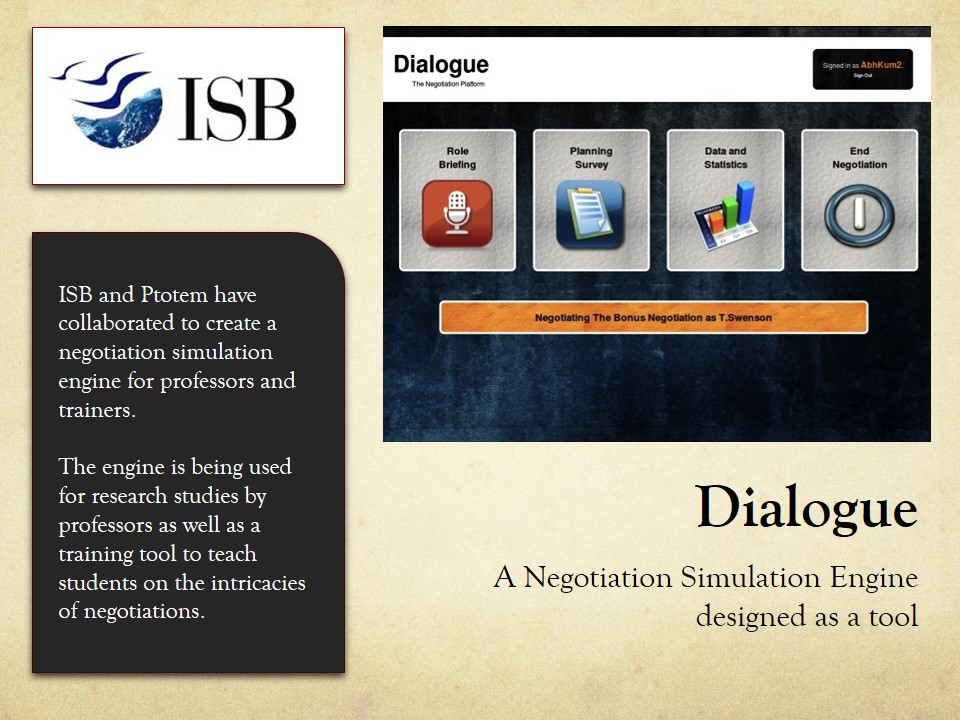 ISB
ISB and Ptotem have
collaborated to create a
negotiation simulation
engine for professors and
trainers.
The engine is being used
for research studies by
professors as well as a
training tool to teach
students on the intricacies
of negotiations.
Dialogue
The Negotiation Platform
Signed in as AbhKum2.
Sign Out
Role
Briefing
Planning
Survey
Data and
Statistics
End
Negotiation
Negotiating The Bonus Negotiation as T.Swenson
Dialogue
A Negotiation Simulation Engine
designed as a tool